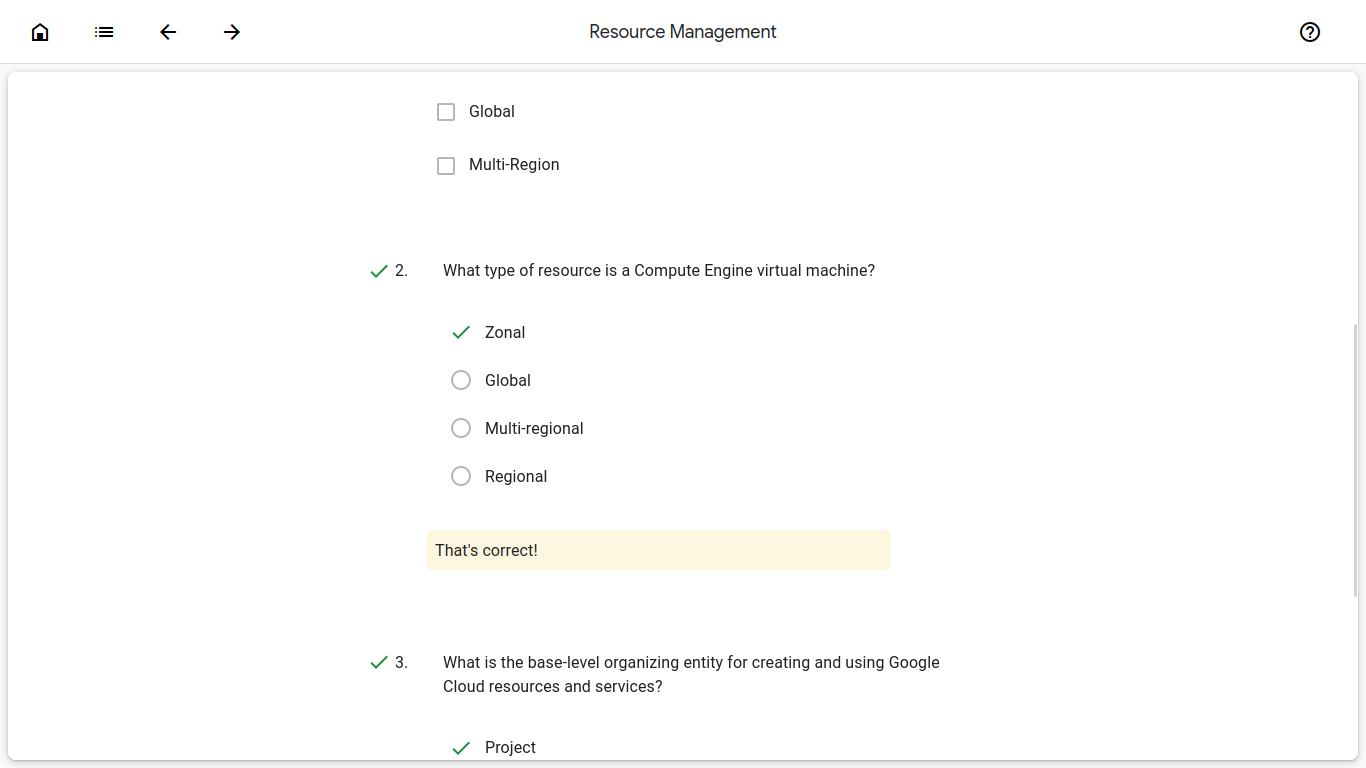 Resource Management
Global
Multi-Region
2. What type of resource is a Compute Engine virtual machine?
Zonal
Global
Multi-regional
Regional
That's correct!
3. What is the base-level organizing entity for creating and using Google
Cloud resources and services?
Project